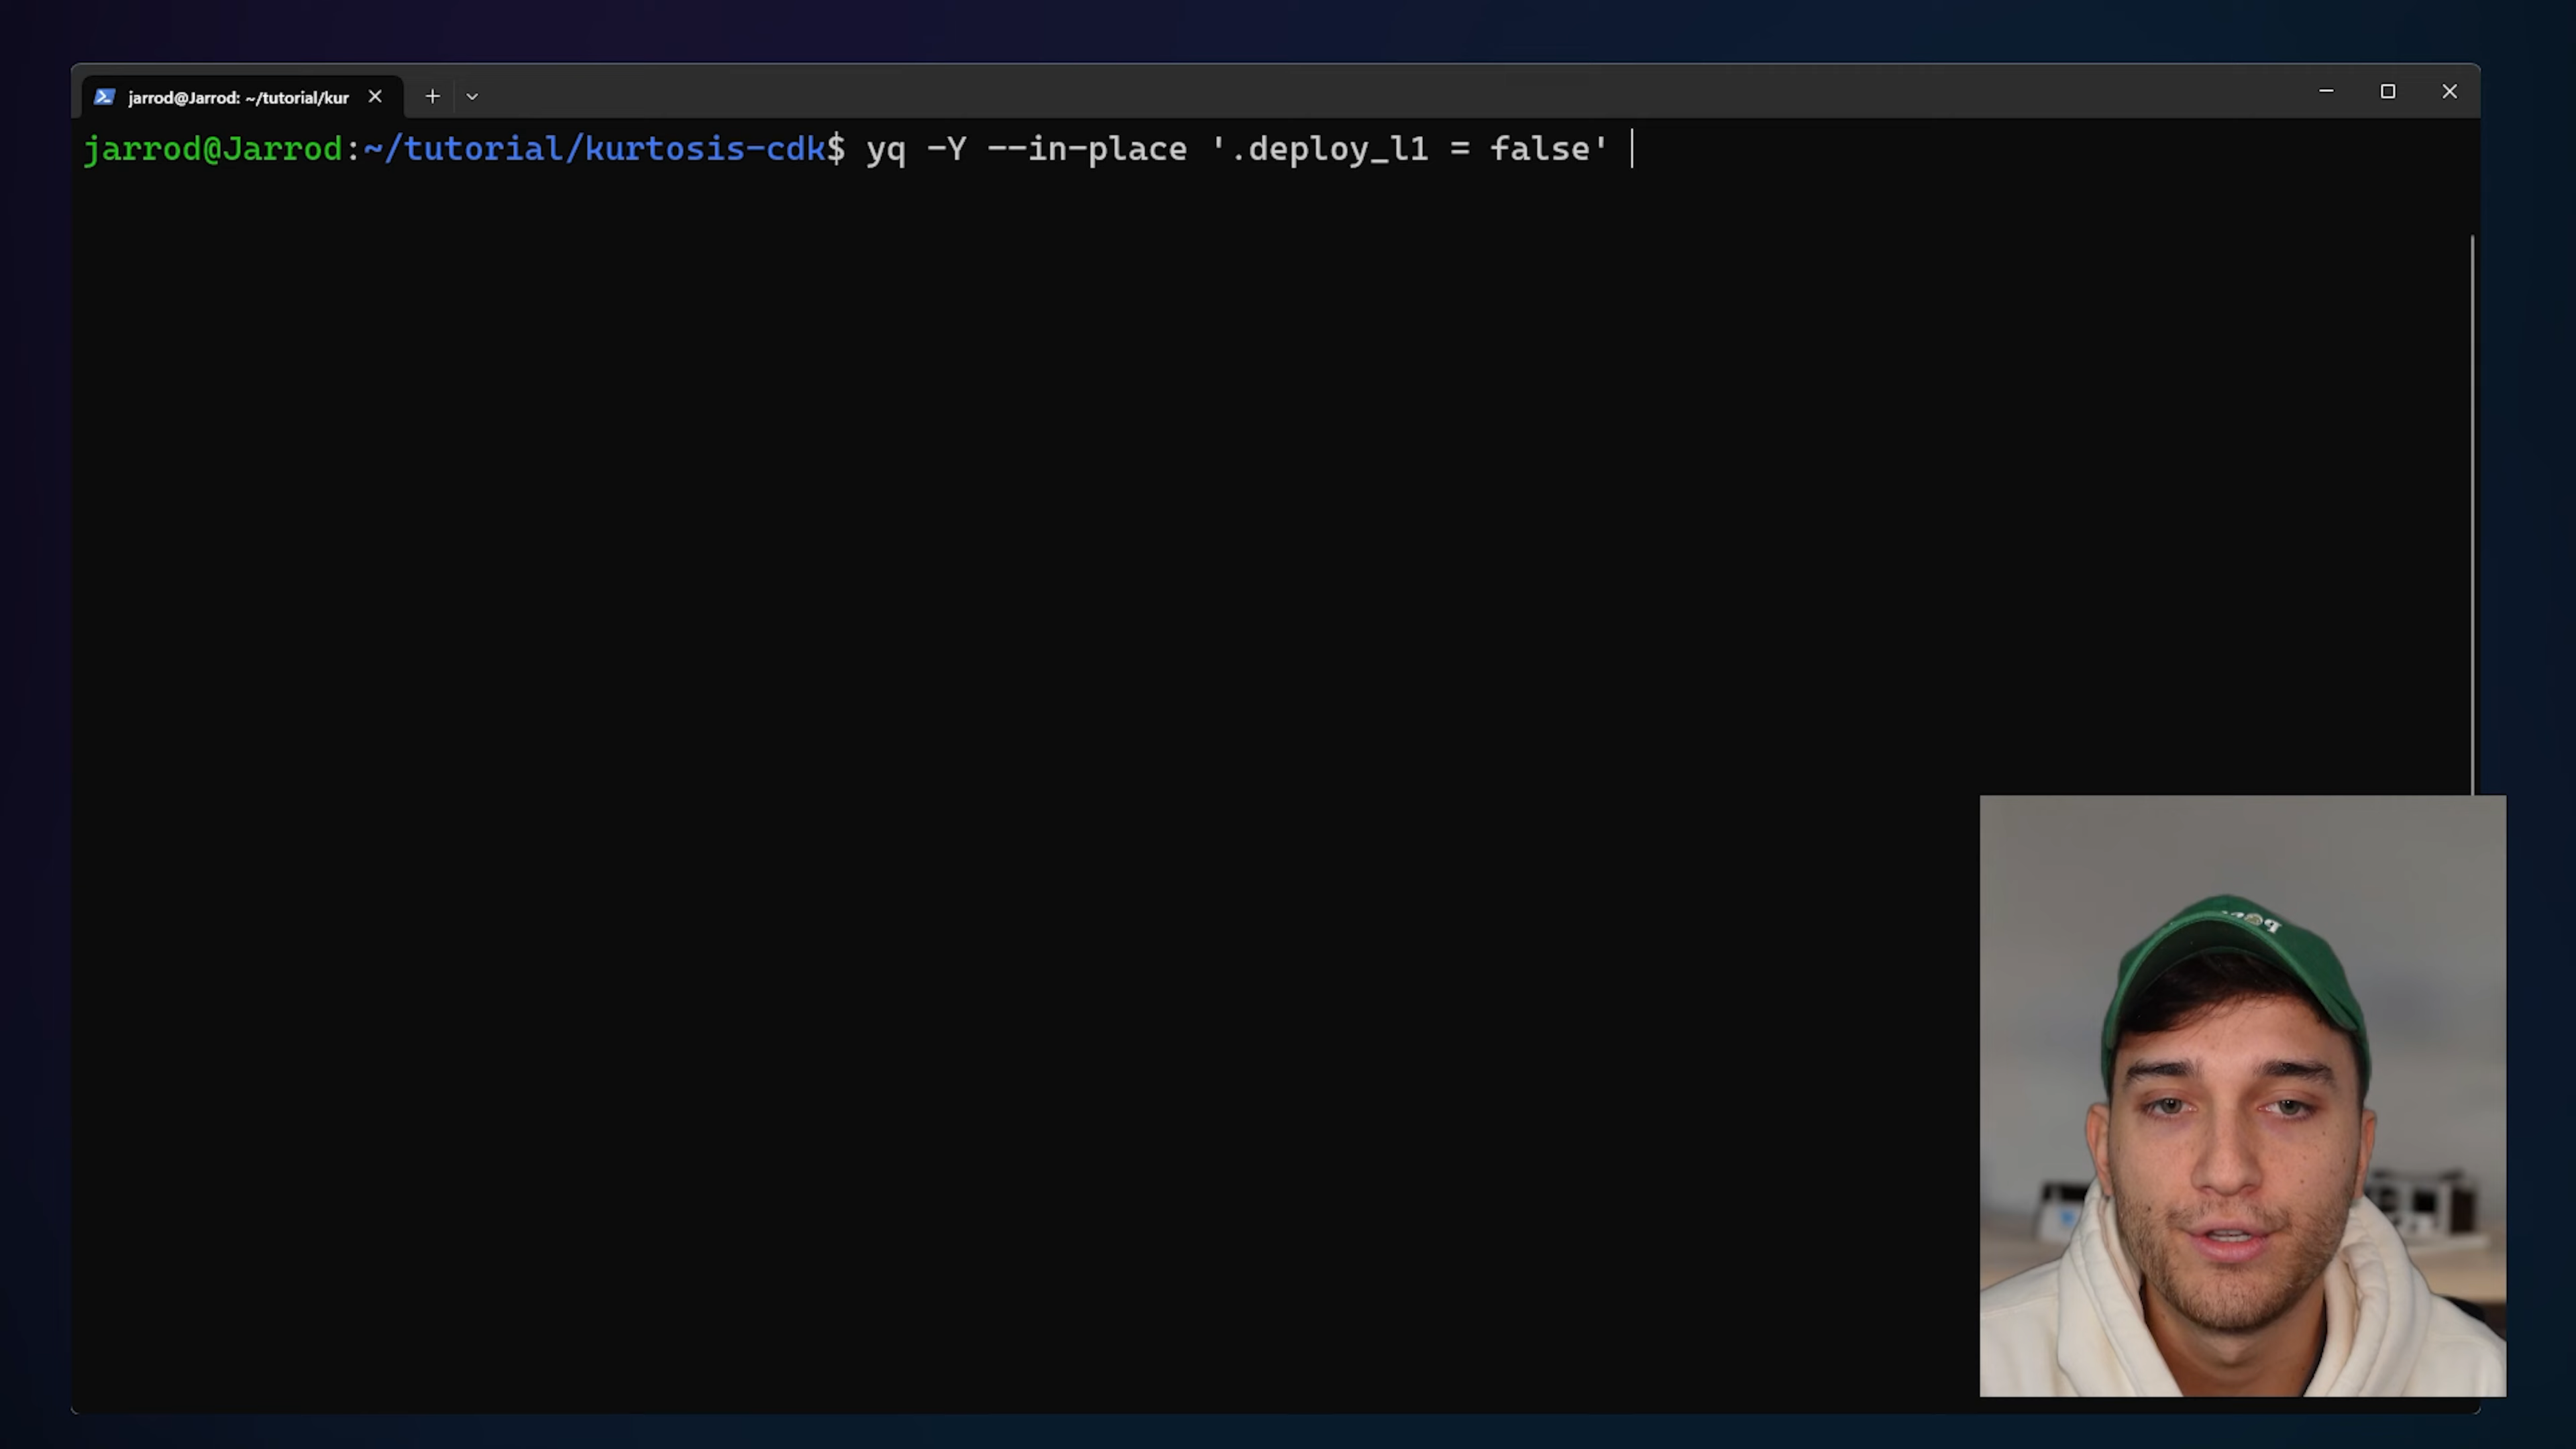 jarrod@Jarrod: ~/tutorial/kur
jarrod@Jarrod:~/tutorial/kurtosis-cdk$ yq -Y --in-place '.deploy_l1 = false'